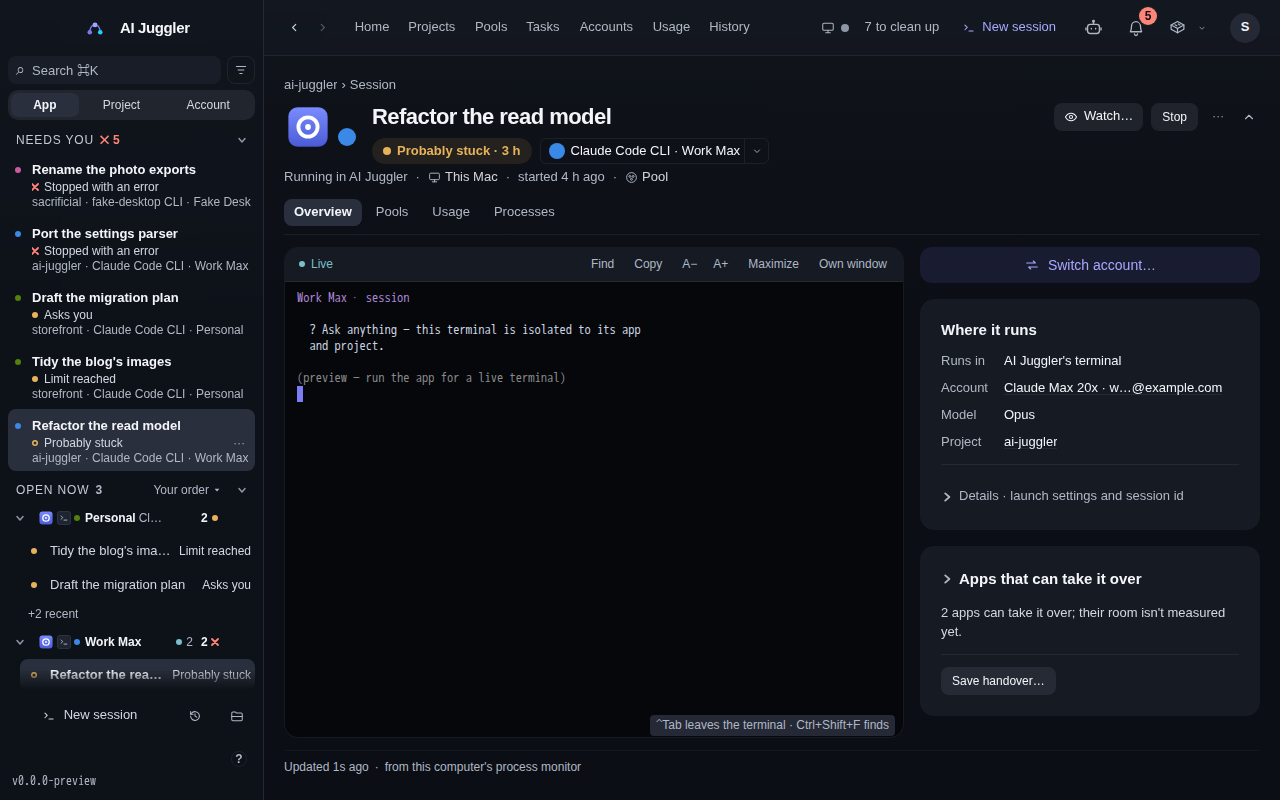 AI Juggler
Search ⌘K
App Project Account
NEEDS YOU 5
Rename the photo exports
Stopped with an error
sacrificial · fake-desktop CLI · Fake Desk
Port the settings parser
Stopped with an error
ai-juggler · Claude Code CLI · Work Max
Draft the migration plan
Asks you
storefront · Claude Code CLI · Personal
Tidy the blog's images
Limit reached
storefront · Claude Code CLI · Personal
Refactor the read model
Probably stuck ···
ai-juggler · Claude Code CLI · Work Max
OPEN NOW 3 Your order
Personal Cl… 2
Tidy the blog's ima… Limit reached
Draft the migration plan Asks you
+2 recent
Work Max 2 2
Refactor the rea… Probably stuck
New session
?
v0.0.0-preview
Home Projects Pools Tasks Accounts Usage History 7 to clean up New session 5 S
ai-juggler › Session
Refactor the read model
Watch… Stop ···
Probably stuck · 3 h Claude Code CLI · Work Max
Running in AI Juggler · This Mac · started 4 h ago · Pool
Overview Pools Usage Processes
Live Find Copy A− A+ Maximize Own window
Work Max · session
? Ask anything — this terminal is isolated to its app
and project.
(preview — run the app for a live terminal)
^Tab leaves the terminal · Ctrl+Shift+F finds
Switch account…
Where it runs
Runs in AI Juggler's terminal
Account Claude Max 20x · w…@example.com
Model Opus
Project ai-juggler
Details · launch settings and session id
Apps that can take it over
2 apps can take it over; their room isn't measured
yet.
Save handover…
Updated 1s ago · from this computer's process monitor